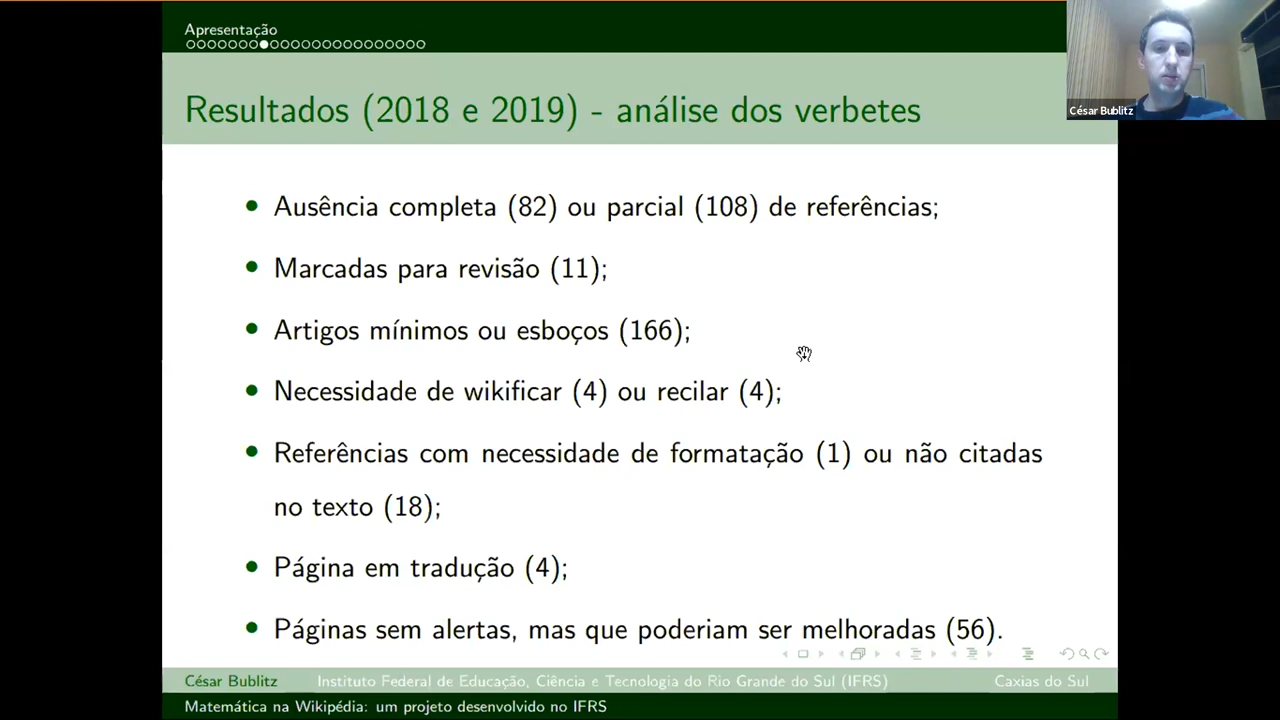 Apresentação
Resultados (2018 e 2019) - análise dos verbetes
César Bublitz
Ausência completa (82) ou parcial (108) de referências;
Marcadas para revisão (11);
Artigos mínimos ou esboços (166);
Necessidade de wikificar (4) ou recilar (4);
Referências com necessidade de formatação (1) ou não citadas
no texto (18);
Página em tradução (4);
Páginas sem alertas, mas que poderiam ser melhoradas (56).
César Bublitz Instituto Federal de Educação, Ciência e Tecnologia do Rio Grande do Sul (IFRS) Caxias do Sul
Matemática na Wikipédia: um projeto desenvolvido no IFRS